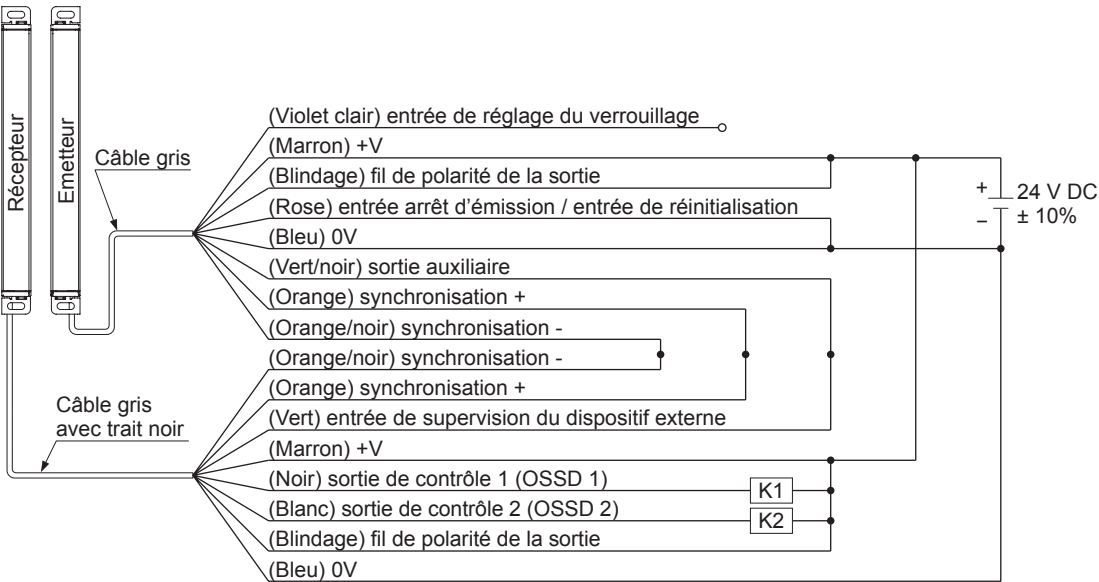 Récepteur
Emetteur
Câble gris
(Violet clair) entrée de réglage du verrouillage
(Marron) +V
(Blindage) fil de polarité de la sortie
(Rose) entrée arrêt d’émission / entrée de réinitialisation
(Bleu) 0V
(Vert/noir) sortie auxiliaire
(Orange) synchronisation +
(Orange/noir) synchronisation -
+
24 V DC
–
± 10%
Câble gris
avec trait noir
(Orange/noir) synchronisation -
(Orange) synchronisation +
(Vert) entrée de supervision du dispositif externe
(Marron) +V
(Noir) sortie de contrôle 1 (OSSD 1)
K1
(Blanc) sortie de contrôle 2 (OSSD 2)
K2
(Blindage) fil de polarité de la sortie
(Bleu) 0V